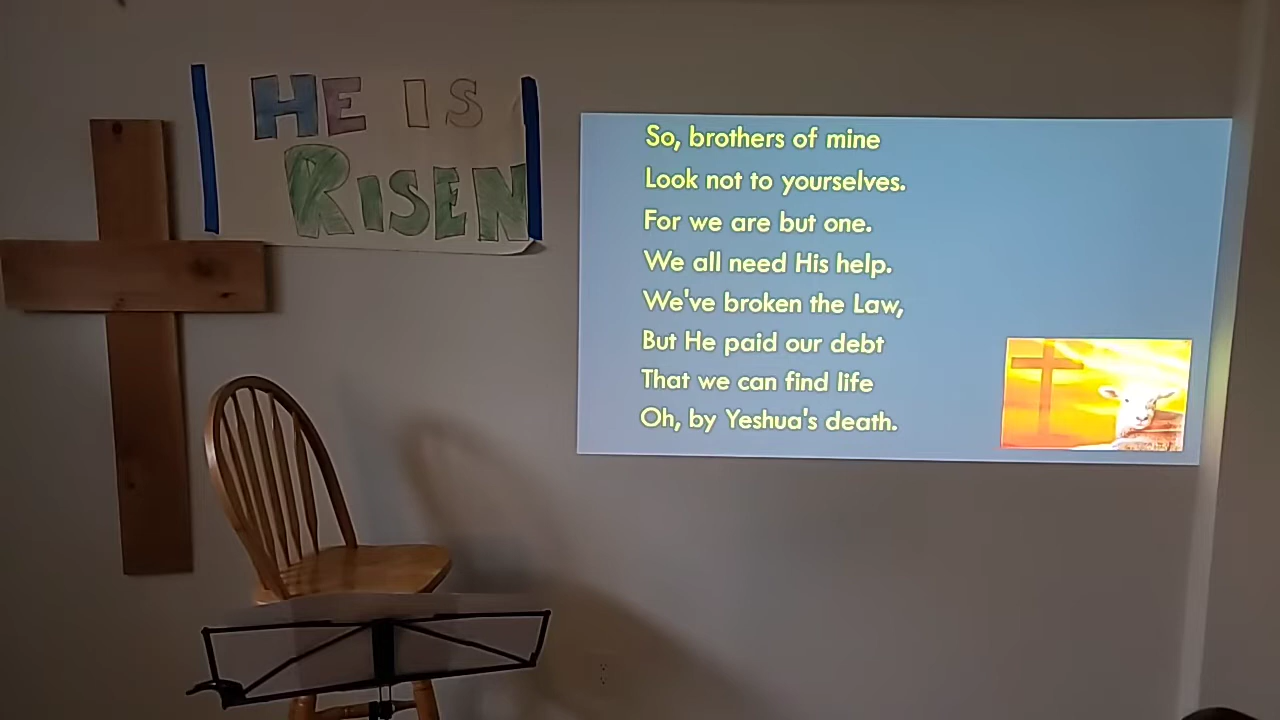 HE IS
RISEN
So, brothers of mine
Look not to yourselves.
For we are but one.
We all need His help.
We've broken the Law,
But He paid our debt
That we can find life
Oh, by Yeshua's death.